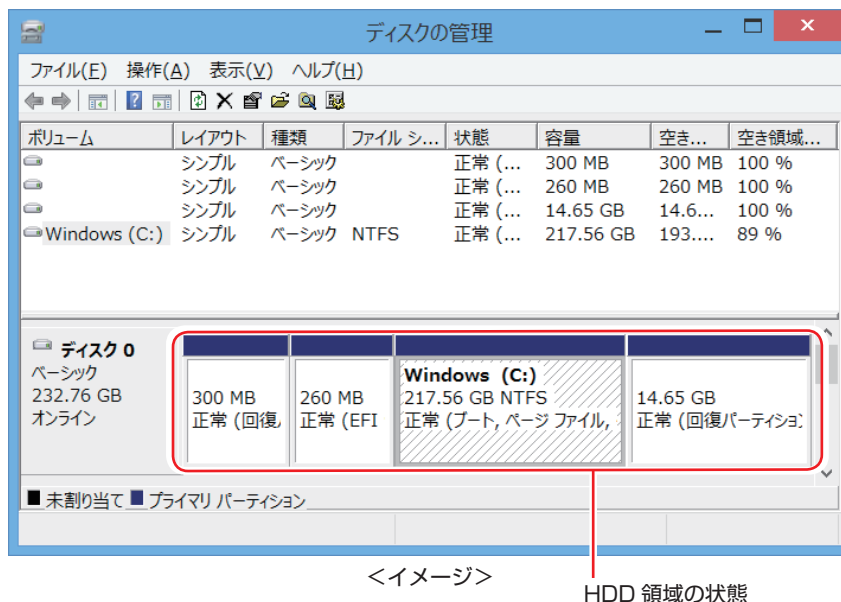 ディスクの管理
ファイル(F) 操作(A) 表示(V) ヘルプ(H)
ボリューム レイアウト 種類 ファイル シ... 状態 容量 空き... 空き領域...
シンプル ベーシック 正常 (... 300 MB 300 MB 100 %
シンプル ベーシック 正常 (... 260 MB 260 MB 100 %
シンプル ベーシック 正常 (... 14.65 GB 14.6... 100 %
Windows (C:) シンプル ベーシック NTFS 正常 (... 217.56 GB 193.... 89 %
ディスク 0
ベーシック
232.76 GB
オンライン
300 MB
正常 (回復
260 MB
正常 (EFI
Windows (C:)
217.56 GB NTFS
正常 (ブート, ページ ファイル,
14.65 GB
正常 (回復パーティション
未割り当て プライマリ パーティション
<イメージ>
HDD 領域の状態